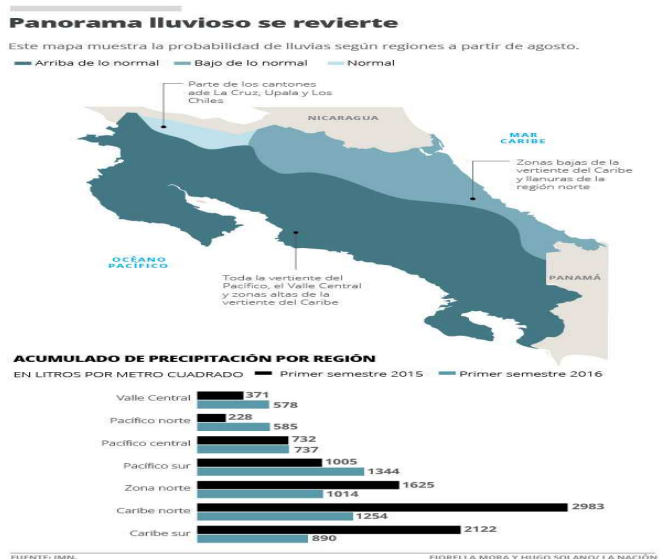 Panorama lluvioso se revierte
Este mapa muestra la probabilidad de lluvias según regiones a partir de agosto.
Arriba de lo normal Bajo de lo normal Normal
Parte de los cantones
ade La Cruz, Upala y Los
Chiles
NICARAGUA
MAR
CARIBE
Zonas bajas de la
vertiente del Caribe
y llanuras de la
región norte
OCÉANO
PACÍFICO
Toda la vertiente del
Pacífico, el Valle Central
y zonas altas de la
vertiente del Caribe
PANAMÁ
ACUMULADO DE PRECIPITACIÓN POR REGIÓN
EN LITROS POR METRO CUADRADO Primer semestre 2015 Primer semestre 2016
Valle Central 371
578
Pacífico norte 228
585
Pacífico central 732
737
Pacífico sur 1005
1344
Zona norte 1625
1014
Caribe norte 2983
1254
Caribe sur 2122
890
FUENTE: IMN. FIORELLA MORA Y HUGO SOLANO/ LA NACIÓN